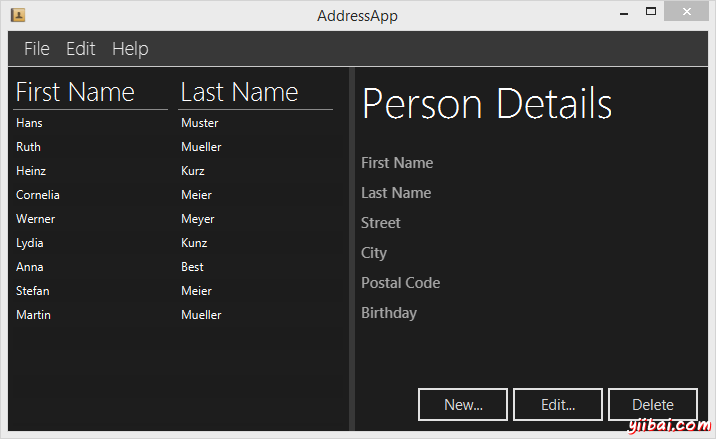 AddressApp
File Edit Help
First Name Last Name
Hans Muster
Ruth Mueller
Heinz Kurz
Cornelia Meier
Werner Meyer
Lydia Kunz
Anna Best
Stefan Meier
Martin Mueller
Person Details
First Name
Last Name
Street
City
Postal Code
Birthday
New... Edit... Delete
yiibai.com